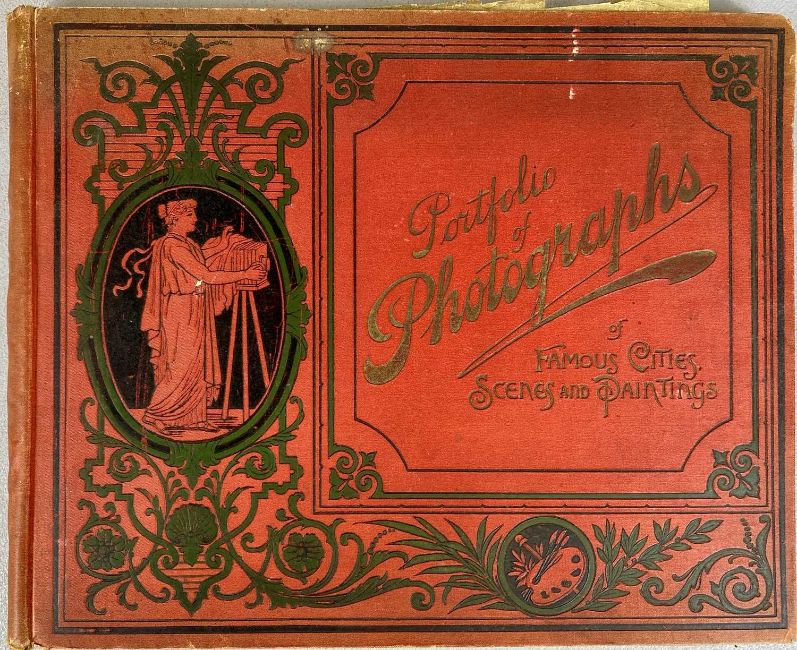 Portfolio
of
Photographs
of
Famous Cities,
Scenes and Paintings